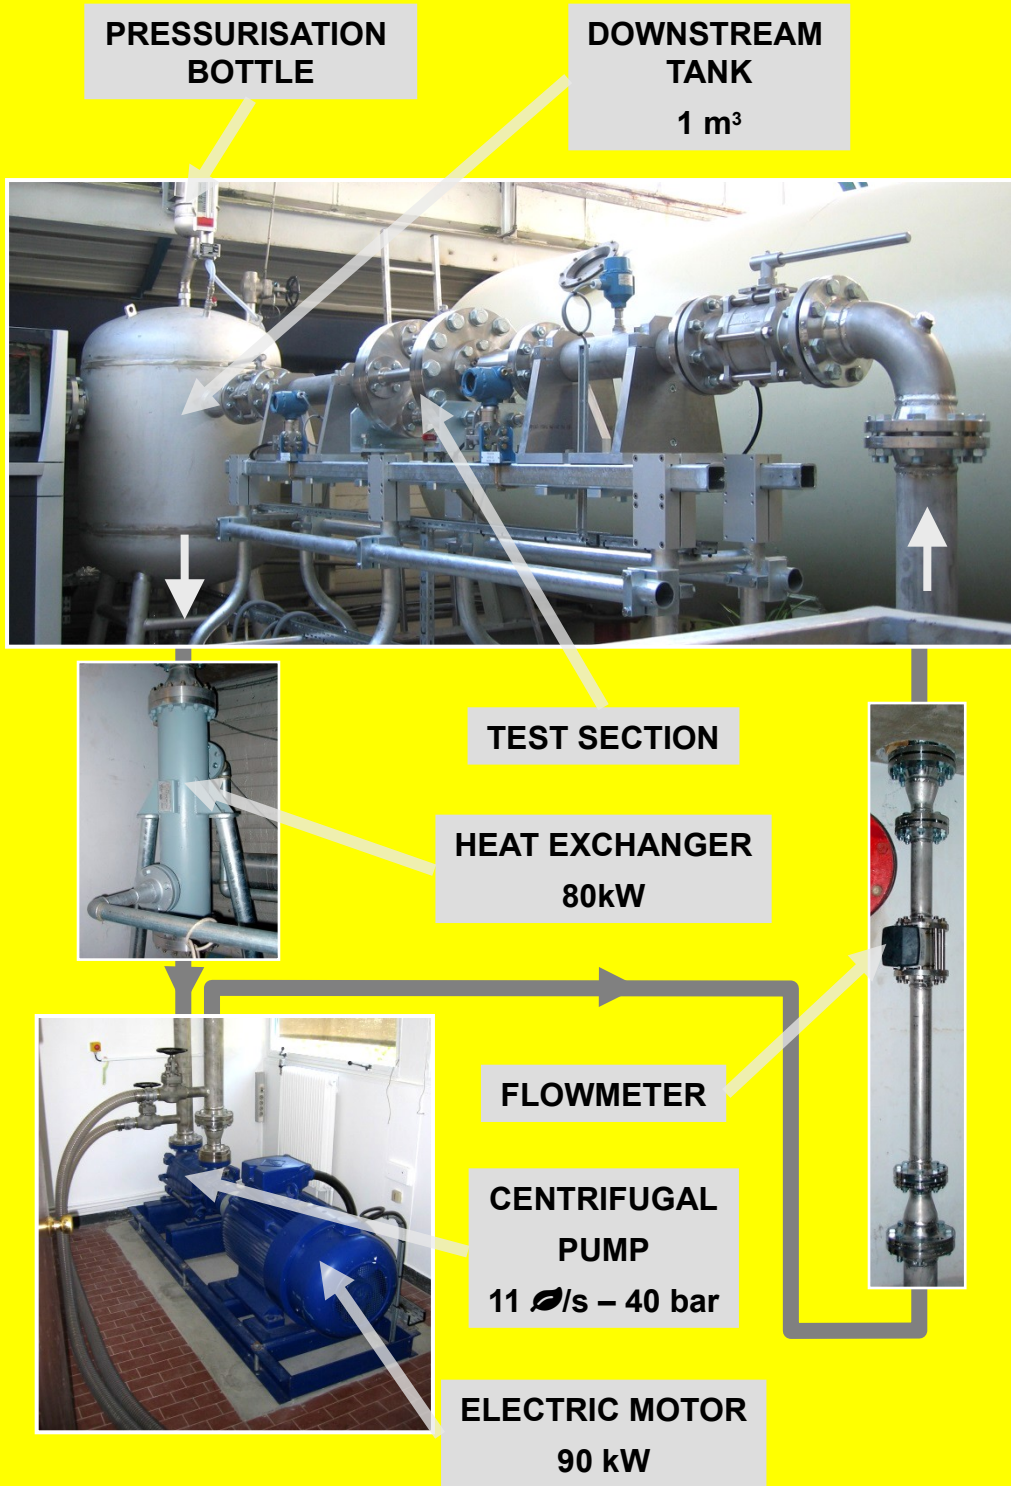 PRESSURISATION
BOTTLE
DOWNSTREAM
TANK
1 m³
TEST SECTION
HEAT EXCHANGER
80kW
FLOWMETER
CENTRIFUGAL
PUMP
11 /s – 40 bar
ELECTRIC MOTOR
90 kW